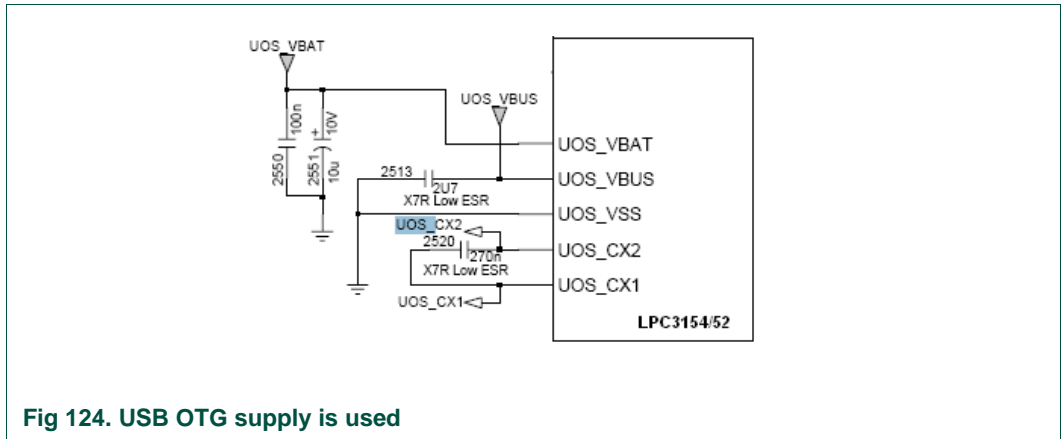 UOS_VBAT
100n
2550
+
10V
2551
10u
UOS_VBUS
UOS_VBAT
2513
2U7
X7R Low ESR
UOS_VBUS
UOS_VSS
UOS_CX2
2520
270n
X7R Low ESR
UOS_CX2
UOS_CX1
UOS_CX1
LPC3154/52
Fig 124. USB OTG supply is used